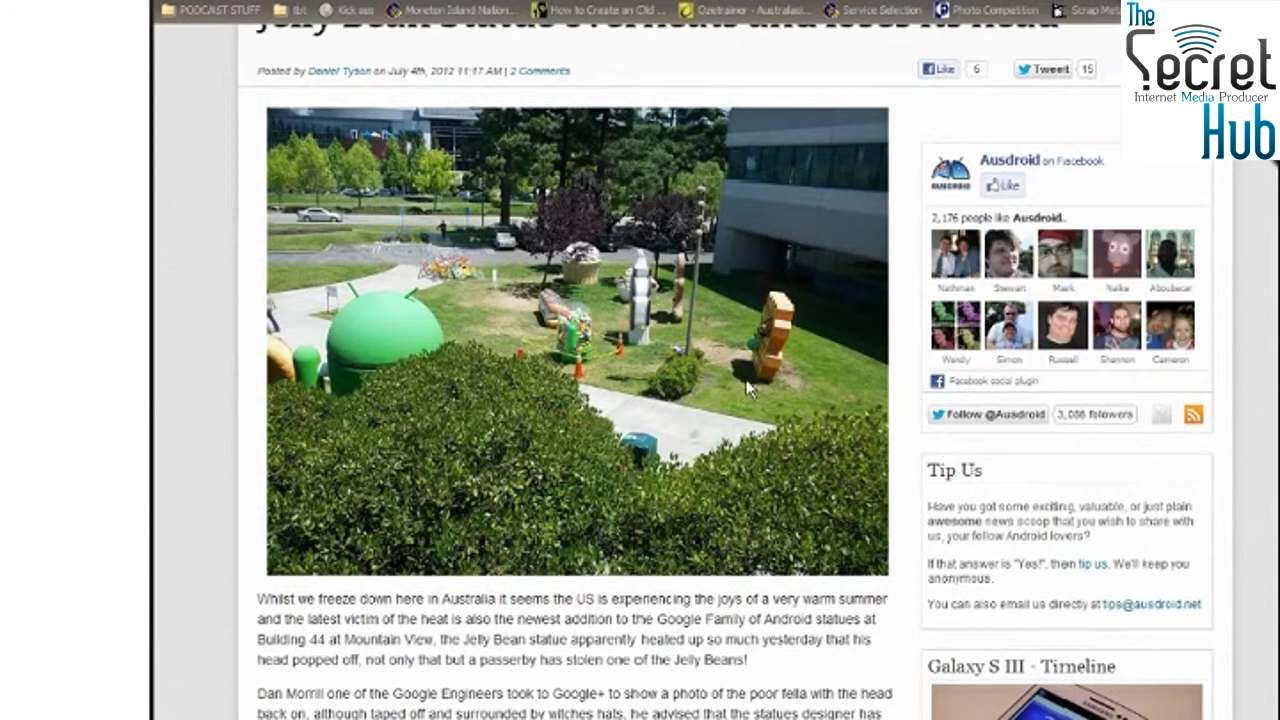 PODCAST STUFF tbt Kick ass Moreton Island Nation... How to Create an Old ... Ozetrainer - Australasi... Service Selection Photo Competition Scrap Met
The
Secret
Internet Media Producer
Hub
Posted by Daniel Tyson on July 4th, 2012 11:17 AM | 2 Comments
Like 6 Tweet 15
Ausdroid on Facebook
AUSDROID
Like
2,176 people like Ausdroid.
Nathman Stewart Mark Naika Aboubacar
Wendy Simon Russell Shannon Cameron
Facebook social plugin
Follow @Ausdroid 3,086 followers
Tip Us
Have you got some exciting, valuable, or just plain
awesome news scoop that you wish to share with
us, your fellow Android lovers?
If that answer is "Yes!", then tip us. We'll keep you
anonymous.
You can also email us directly at tips@ausdroid.net
Galaxy S III - Timeline
Whilst we freeze down here in Australia it seems the US is experiencing the joys of a very warm summer
and the latest victim of the heat is also the newest addition to the Google Family of Android statues at
Building 44 at Mountain View, the Jelly Bean statue apparently heated up so much yesterday that his
head popped off, not only that but a passerby has stolen one of the Jelly Beans!
Dan Morrill one of the Google Engineers took to Google+ to show a photo of the poor fella with the head
back on, although taped off and surrounded by witches hats, he advised that the statues designer has